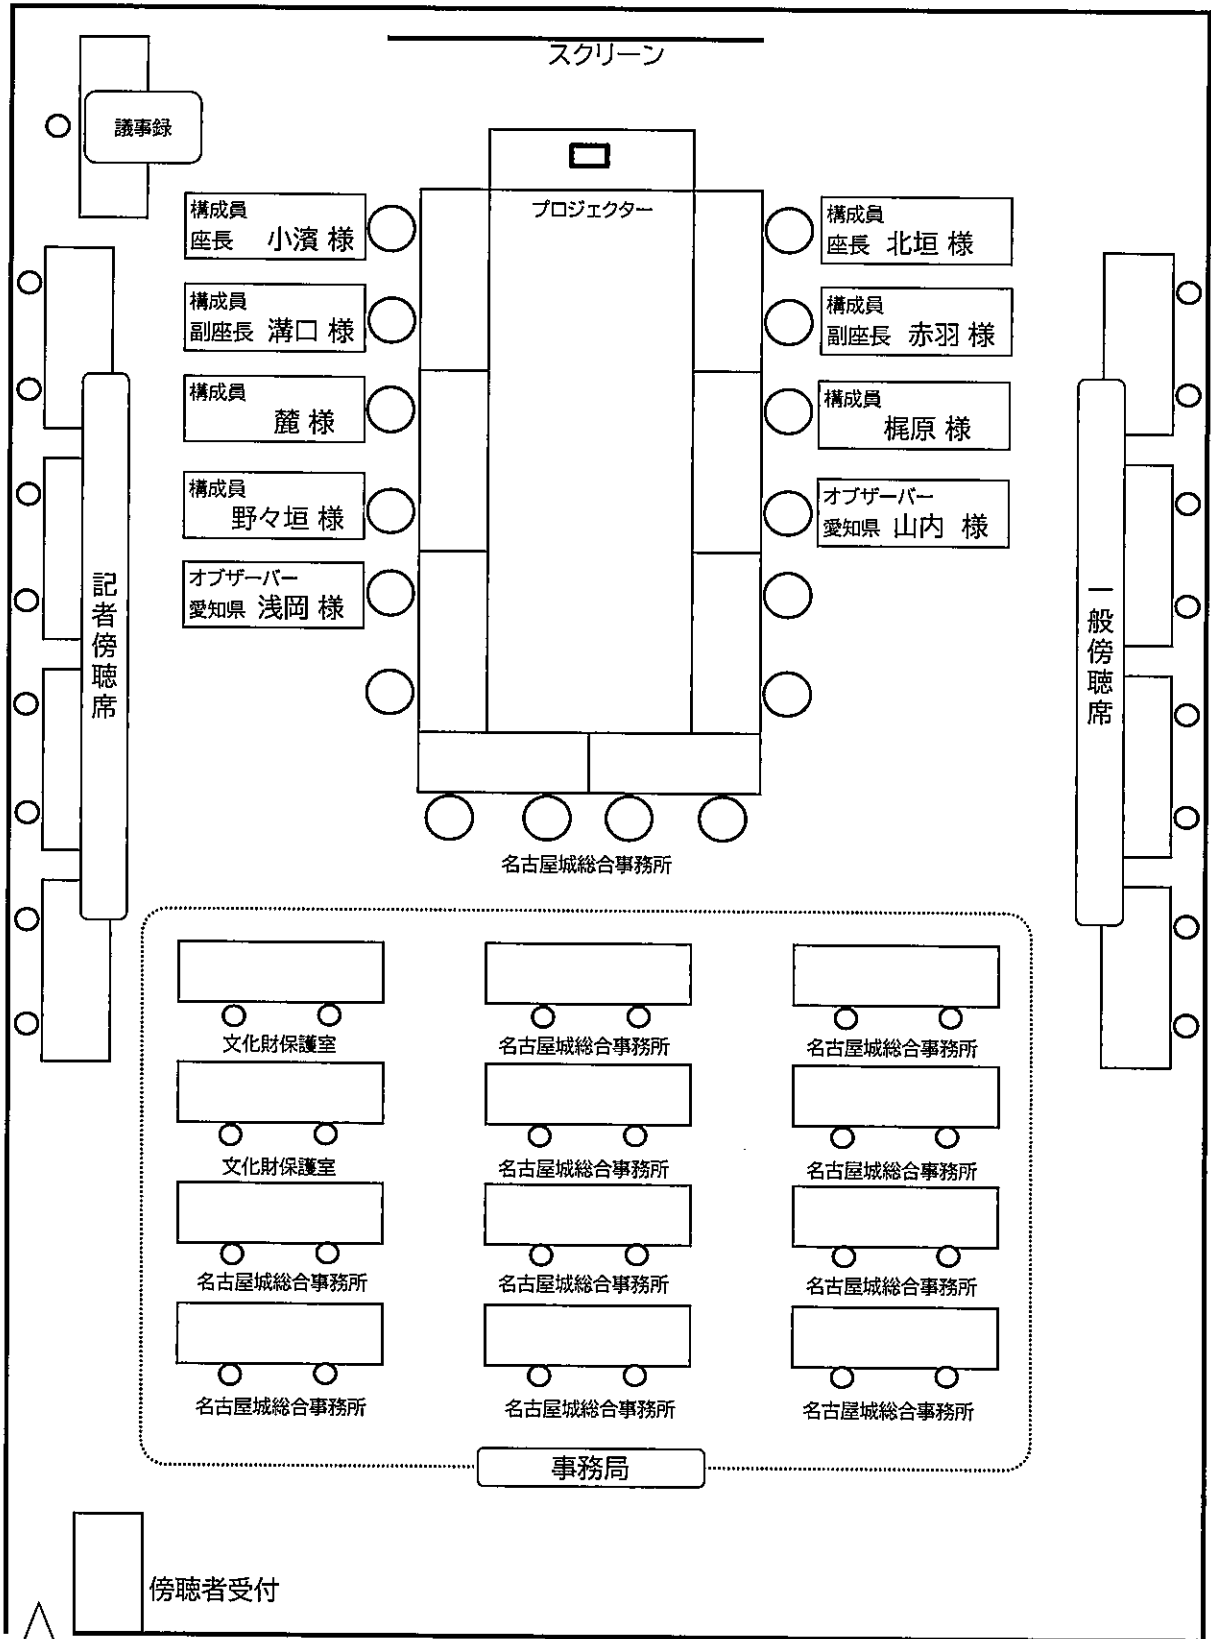 スクリーン
議事録
プロジェクター
構成員
座長 小濱 様
構成員
副座長 溝口 様
構成員
麓 様
構成員
野々垣 様
オブザーバー
愛知県 浅岡 様
構成員
座長 北垣 様
構成員
副座長 赤羽 様
構成員
梶原 様
オブザーバー
愛知県 山内 様
記者傍聴席
一般傍聴席
名古屋城総合事務所
文化財保護室
名古屋城総合事務所
名古屋城総合事務所
文化財保護室
名古屋城総合事務所
名古屋城総合事務所
名古屋城総合事務所
名古屋城総合事務所
名古屋城総合事務所
名古屋城総合事務所
名古屋城総合事務所
名古屋城総合事務所
事務局
傍聴者受付